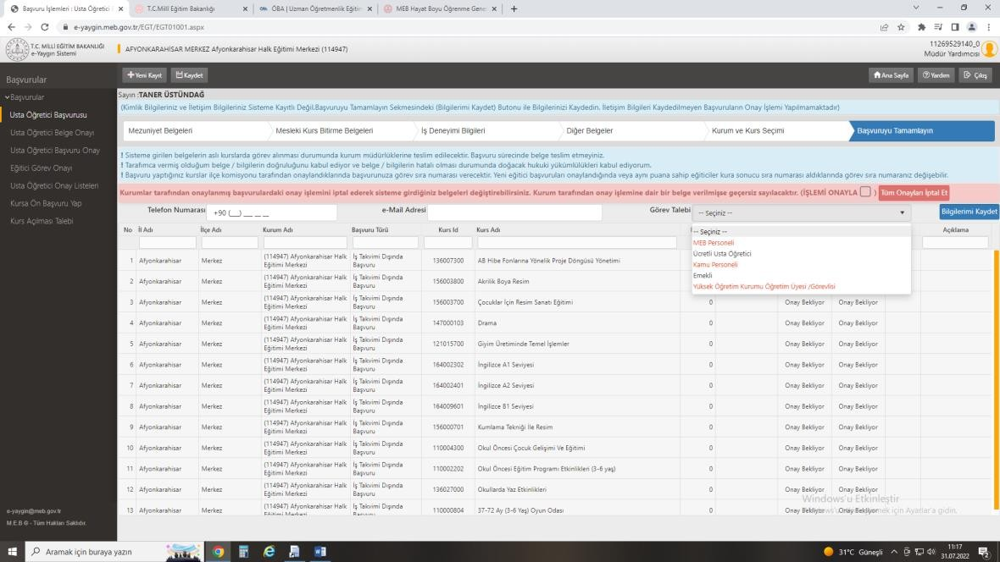 Başvuru İşlemleri : Usta Öğretici
T.C.Millî Eğitim Bakanlığı
ÖBA | Uzman Öğretmenlik Eğitim
MEB Hayat Boyu Öğrenme Gene
e-yaygin.meb.gov.tr/EGT/EGT01001.aspx
T.C. MİLLİ EĞİTİM BAKANLIĞI
e-Yaygın Sistemi
AFYONKARAHİSAR MERKEZ Afyonkarahisar Halk Eğitimi Merkezi (114947)
11269529140_0
Müdür Yardımcısı
Başvurular
Başvurular
Usta Öğretici Başvurusu
Usta Öğretici Belge Onayı
Usta Öğretici Başvuru Onay
Eğitici Görev Onayı
Usta Öğretici Onay Listeleri
Kursa Ön Başvuru Yap
Kurs Açılması Talebi
e-yaygin@meb.gov.tr
M.E.B © - Tüm Hakları Saklıdır.
Yeni Kayıt Kaydet Ana Sayfa Yardım Çıkış
Sayın :TANER ÜSTÜNDAĞ
(Kimlik Bilgileriniz ve İletişim Bilgileriniz Sisteme Kayıtlı Değil.Başvuruyu Tamamlayın Sekmesindeki (Bilgilerimi Kaydet) Butonu ile Bilgilerinizi Kaydedin. İletişim Bilgileri Kaydedilmeyen Başvuruların Onay İşlemi Yapılmamaktadır)
Mezuniyet Belgeleri Mesleki Kurs Bitirme Belgeleri İş Deneyimi Bilgileri Diğer Belgeler Kurum ve Kurs Seçimi Başvuruyu Tamamlayın
! Sisteme girilen belgelerin aslı kurslarda görev alınması durumunda kurum müdürlüklerine teslim edilecektir. Başvuru sürecinde belge teslim etmeyiniz.
! Tarafımca vermiş olduğum belge / bilgilerin doğruluğunu kabul ediyor ve belge / bilgilerin hatalı olması durumunda doğacak hukuki yükümlülükleri kabul ediyorum.
! Başvuru yaptığınız kurslar ilçe komisyonu tarafından onaylandıklarında başvurunuza görev sıra numarası verecektir. Yeni eğitici başvuruları onaylandığında veya aynı puana sahip eğiticiler kura sonucu sıra numarası aldıklarında görev sıra numaranız değişebilir.
Kurumlar tarafından onaylanmış başvurulardaki onay işlemini iptal ederek sisteme girdiğiniz belgeleri değiştirebilirsiniz. Kurum tarafından onay işlemine dair bir belge verilmişse geçersiz sayılacaktır. (İŞLEMİ ONAYLA ) Tüm Onayları İptal Et
Telefon Numarası +90 (__) ___ __ __ e-Mail Adresi Görev Talebi -- Seçiniz -- Bilgilerimi Kaydet
-- Seçiniz --
MEB Personeli
Ücretli Usta Öğretici
Kamu Personeli
Emekli
Yüksek Öğretim Kurumu Öğretim Üyesi /Görevlisi
No İl Adı İlçe Adı Kurum Adı Başvuru Türü Kurs Id Kurs Adı Açıklama
1 Afyonkarahisar Merkez (114947) Afyonkarahisar Halk Eğitimi Merkezi İş Takvimi Dışında Başvuru 136007300 AB Hibe Fonlarına Yönelik Proje Döngüsü Yönetimi
2 Afyonkarahisar Merkez (114947) Afyonkarahisar Halk Eğitimi Merkezi İş Takvimi Dışında Başvuru 156003800 Akrilik Boya Resim
3 Afyonkarahisar Merkez (114947) Afyonkarahisar Halk Eğitimi Merkezi İş Takvimi Dışında Başvuru 156003700 Çocuklar İçin Resim Sanatı Eğitimi 0 Onay Bekliyor Onay Bekliyor
4 Afyonkarahisar Merkez (114947) Afyonkarahisar Halk Eğitimi Merkezi İş Takvimi Dışında Başvuru 147000103 Drama 0 Onay Bekliyor Onay Bekliyor
5 Afyonkarahisar Merkez (114947) Afyonkarahisar Halk Eğitimi Merkezi İş Takvimi Dışında Başvuru 121015700 Giyim Üretiminde Temel İşlemler 0 Onay Bekliyor Onay Bekliyor
6 Afyonkarahisar Merkez (114947) Afyonkarahisar Halk Eğitimi Merkezi İş Takvimi Dışında Başvuru 164002302 İngilizce A1 Seviyesi 0 Onay Bekliyor Onay Bekliyor
7 Afyonkarahisar Merkez (114947) Afyonkarahisar Halk Eğitimi Merkezi İş Takvimi Dışında Başvuru 164002401 İngilizce A2 Seviyesi 0 Onay Bekliyor Onay Bekliyor
8 Afyonkarahisar Merkez (114947) Afyonkarahisar Halk Eğitimi Merkezi İş Takvimi Dışında Başvuru 164009601 İngilizce B1 Seviyesi 0 Onay Bekliyor Onay Bekliyor
9 Afyonkarahisar Merkez (114947) Afyonkarahisar Halk Eğitimi Merkezi İş Takvimi Dışında Başvuru 156000701 Kumlama Tekniği İle Resim 0 Onay Bekliyor Onay Bekliyor
10 Afyonkarahisar Merkez (114947) Afyonkarahisar Halk Eğitimi Merkezi İş Takvimi Dışında Başvuru 110004300 Okul Öncesi Çocuk Gelişimi Ve Eğitimi 0 Onay Bekliyor Onay Bekliyor
11 Afyonkarahisar Merkez (114947) Afyonkarahisar Halk Eğitimi Merkezi İş Takvimi Dışında Başvuru 110002202 Okul Öncesi Eğitim Programı Etkinlikleri (3-6 yaş) 0 Onay Bekliyor Onay Bekliyor
12 Afyonkarahisar Merkez (114947) Afyonkarahisar Halk Eğitimi Merkezi İş Takvimi Dışında Başvuru 136027000 Okullarda Yaz Etkinlikleri 0 Onay Bekliyor Onay Bekliyor
13 Afyonkarahisar Merkez (114947) Afyonkarahisar Halk Eğitimi Merkezi İş Takvimi Dışında Başvuru 110000804 37-72 Ay (3-6 Yaş) Oyun Odası 0 Onay Bekliyor Onay Bekliyor
Windows'u Etkinleştir
Windows'u etkinleştirmek için Ayarlar'a gidin.
Aramak için buraya yazın
31°C Güneşli
11:17
31.07.2022
2